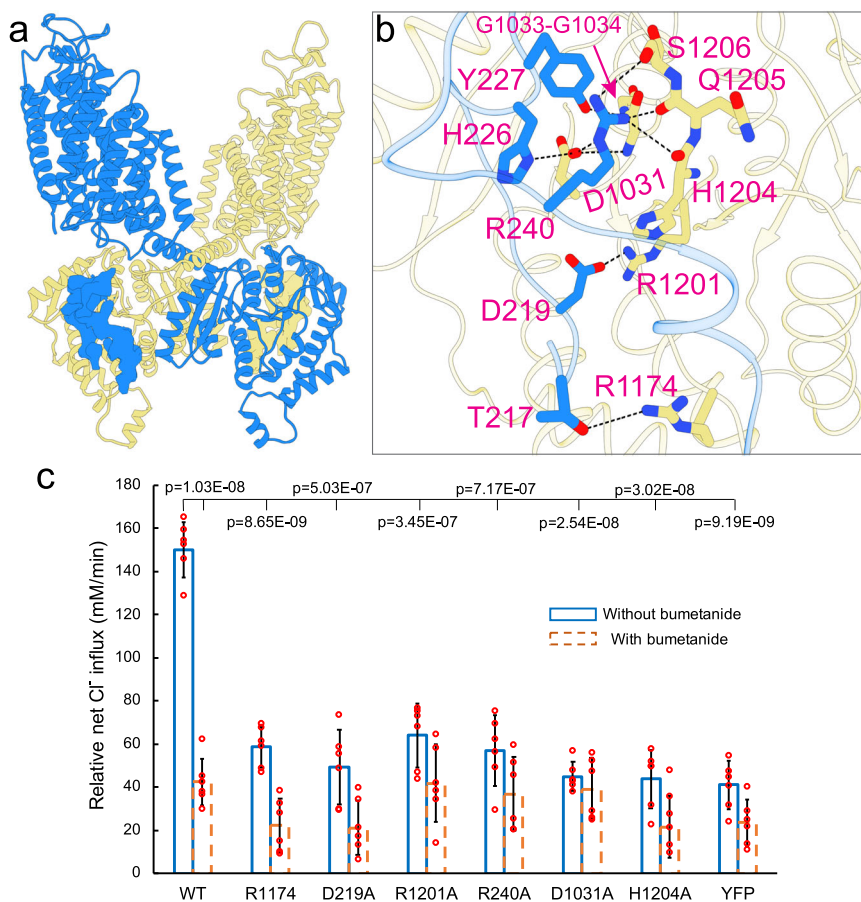 a
b
G1033-G1034
S1206
Y227
Q1205
H226
D1031
H1204
R240
R1201
D219
R1174
T217
c
p=1.03E-08
p=5.03E-07
p=7.17E-07
p=3.02E-08
p=8.65E-09
p=3.45E-07
p=2.54E-08
p=9.19E-09
Relative net Cl⁻ influx (mM/min)
180
160
140
120
100
80
60
40
20
0
Without bumetanide
With bumetanide
WT R1174 D219A R1201A R240A D1031A H1204A YFP